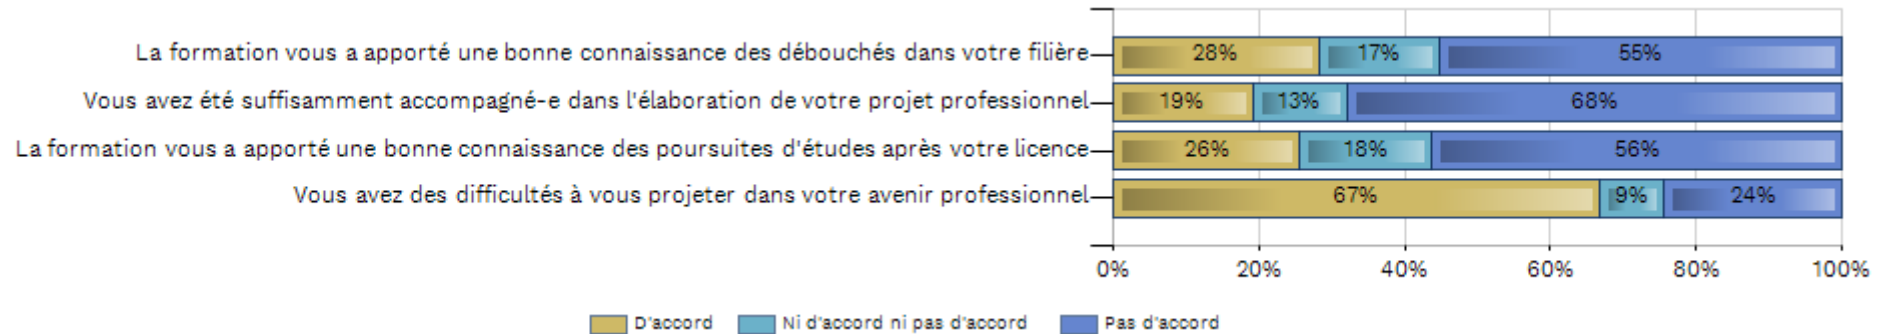 La formation vous a apporté une bonne connaissance des débouchés dans votre filière 28% 17% 55%
Vous avez été suffisamment accompagné-e dans l'élaboration de votre projet professionnel 19% 13% 68%
La formation vous a apporté une bonne connaissance des poursuites d'études après votre licence 26% 18% 56%
Vous avez des difficultés à vous projeter dans votre avenir professionnel 67% 9% 24%
0% 20% 40% 60% 80% 100%
D'accord Ni d'accord ni pas d'accord Pas d'accord